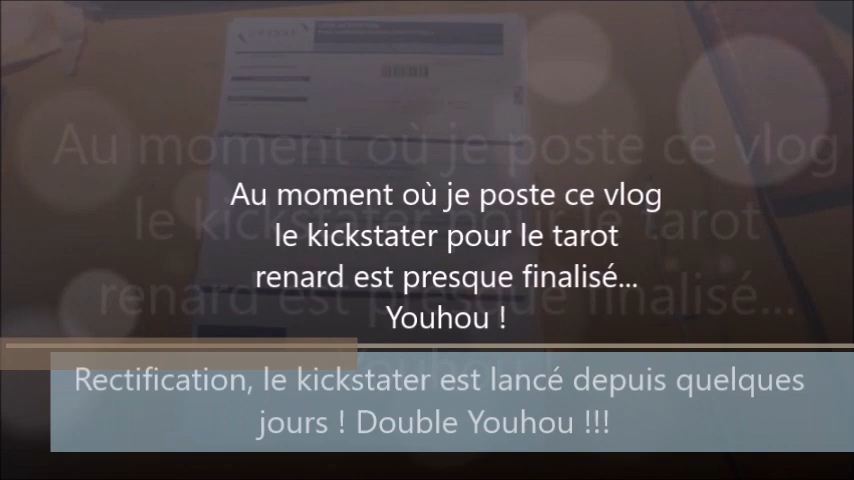 Au moment où je poste ce vlog
le kickstater pour le tarot
renard est presque finalisé...
Youhou !
Rectification, le kickstater est lancé depuis quelques
jours ! Double Youhou !!!